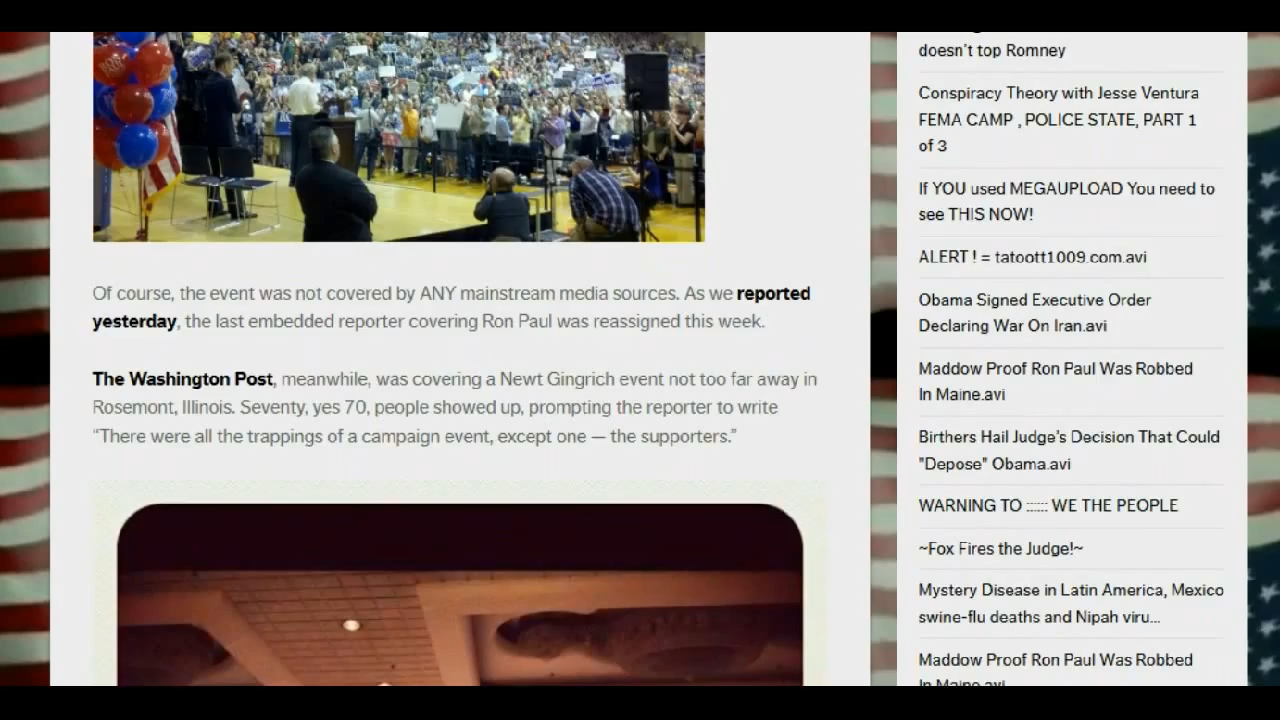 Of course, the event was not covered by ANY mainstream media sources. As we reported
yesterday, the last embedded reporter covering Ron Paul was reassigned this week.
The Washington Post, meanwhile, was covering a Newt Gingrich event not too far away in
Rosemont, Illinois. Seventy, yes 70, people showed up, prompting the reporter to write
“There were all the trappings of a campaign event, except one — the supporters.”
doesn’t top Romney
Conspiracy Theory with Jesse Ventura
FEMA CAMP , POLICE STATE, PART 1
of 3
If YOU used MEGAUPLOAD You need to
see THIS NOW!
ALERT ! = tatoott1009.com.avi
Obama Signed Executive Order
Declaring War On Iran.avi
Maddow Proof Ron Paul Was Robbed
In Maine.avi
Birthers Hail Judge’s Decision That Could
"Depose" Obama.avi
WARNING TO :::::: WE THE PEOPLE
~Fox Fires the Judge!~
Mystery Disease in Latin America, Mexico
swine-flu deaths and Nipah viru...
Maddow Proof Ron Paul Was Robbed
In Maine.avi